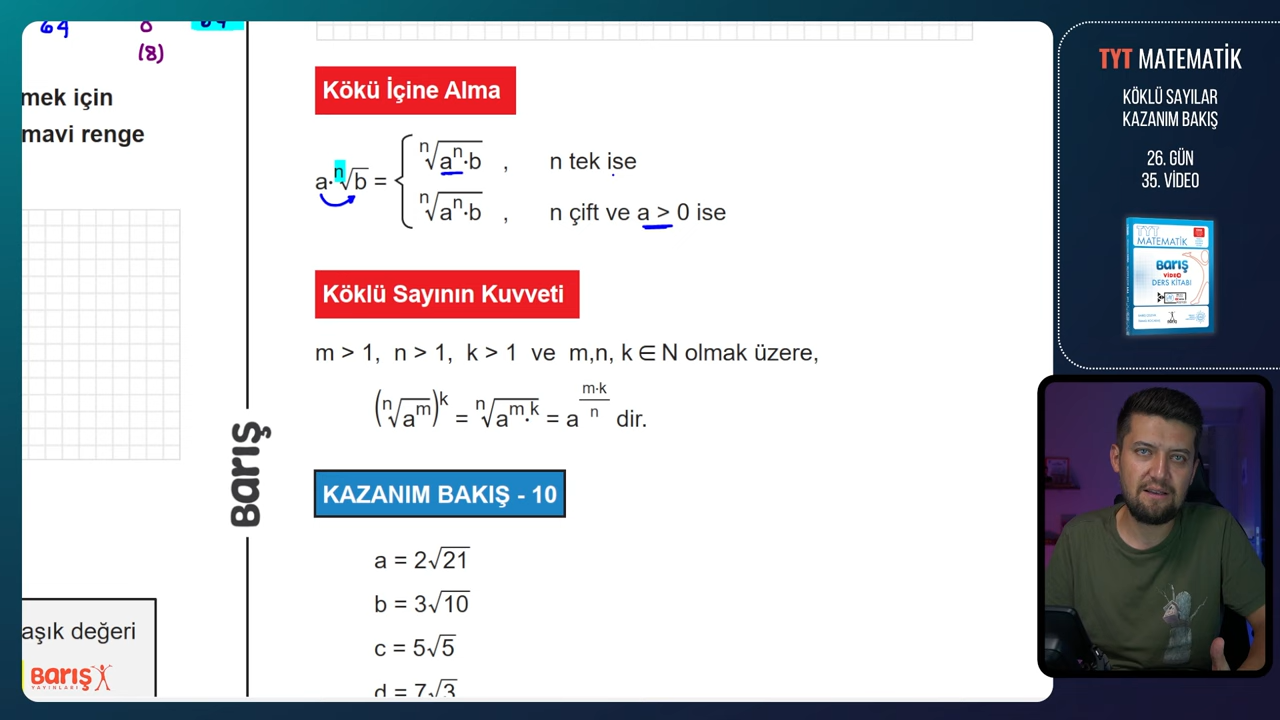 64
(8)
mek için
mavi renge
aşık değeri
BARIŞ
YAYINLARI
BARIŞ
Kökü İçine Alma
a·ⁿ√b = { ⁿ√aⁿ·b , n tek ise
ⁿ√aⁿ·b , n çift ve a > 0 ise
Köklü Sayının Kuvveti
m > 1, n > 1, k > 1 ve m,n, k ∈ N olmak üzere,
(ⁿ√a^m)^k = ⁿ√a^(m·k) = a^(m·k/n) dir.
KAZANIM BAKIŞ - 10
a = 2√21
b = 3√10
c = 5√5
d = 7√3
TYT MATEMATİK
KÖKLÜ SAYILAR
KAZANIM BAKIŞ
26. GÜN
35. VİDEO
TYT
MATEMATİK
BARIŞ
VİDEO
DERS KİTABI